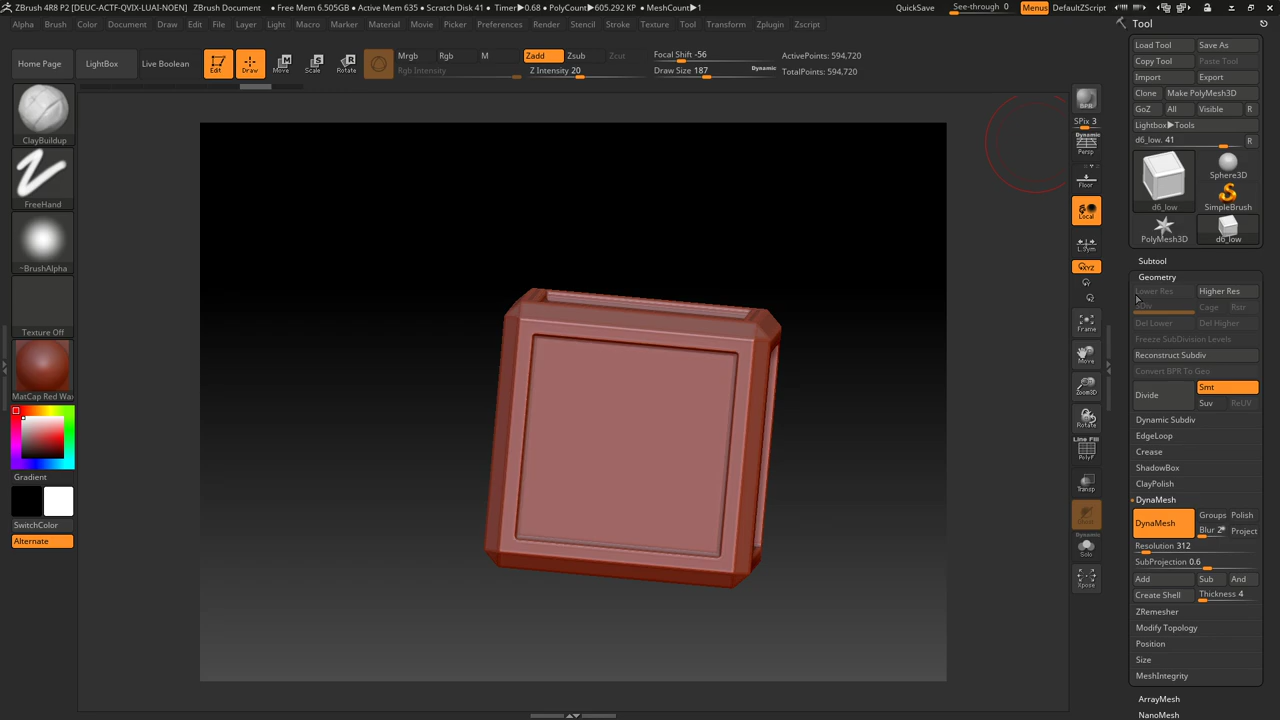 ZBrush 4R8 P2 [DEUC-ACTF-QVIX-LUAI-NOEN] ZBrush Document • Free Mem 6.505GB • Active Mem 635 • Scratch Disk 41 • Timer▶0.68 • PolyCount▶605.292 KP • MeshCount▶1 QuickSave See-through 0 Menus DefaultZScript
Alpha Brush Color Document Draw Edit File Layer Light Macro Marker Material Movie Picker Preferences Render Stencil Stroke Texture Tool Transform Zplugin Zscript
Home Page LightBox Live Boolean
Edit Draw Move Scale Rotate
Mrgb Rgb M
Rgb Intensity
Zadd Zsub Zcut
Z Intensity 20
Focal Shift -56
Draw Size 187 Dynamic
ActivePoints: 594,720
TotalPoints: 594,720
ClayBuildup
FreeHand
~BrushAlpha
Texture Off
MatCap Red Wa
Gradient
SwitchColor
Alternate
BPR
SPix 3
Dynamic
Persp
Floor
Local
L.Sym
XYZ
Frame
Move
Zoom3D
Rotate
Line Fill
PolyF
Transp
Ghost
Dynamic
Solo
Xpose
Tool
Load Tool Save As
Copy Tool Paste Tool
Import Export
Clone Make PolyMesh3D
GoZ All Visible R
Lightbox▶Tools
d6_low. 41 R
d6_low
Sphere3D
SimpleBrush
PolyMesh3D
d6_low
Subtool
Geometry
Lower Res Higher Res
SDiv Cage Rstr
Del Lower Del Higher
Freeze SubDivision Levels
Reconstruct Subdiv
Convert BPR To Geo
Divide Smt
Suv ReUV
Dynamic Subdiv
EdgeLoop
Crease
ShadowBox
ClayPolish
DynaMesh
DynaMesh Groups Polish
Blur 2 Project
Resolution 312
SubProjection 0.6
Add Sub And
Create Shell Thickness 4
ZRemesher
Modify Topology
Position
Size
MeshIntegrity
ArrayMesh
NanoMesh